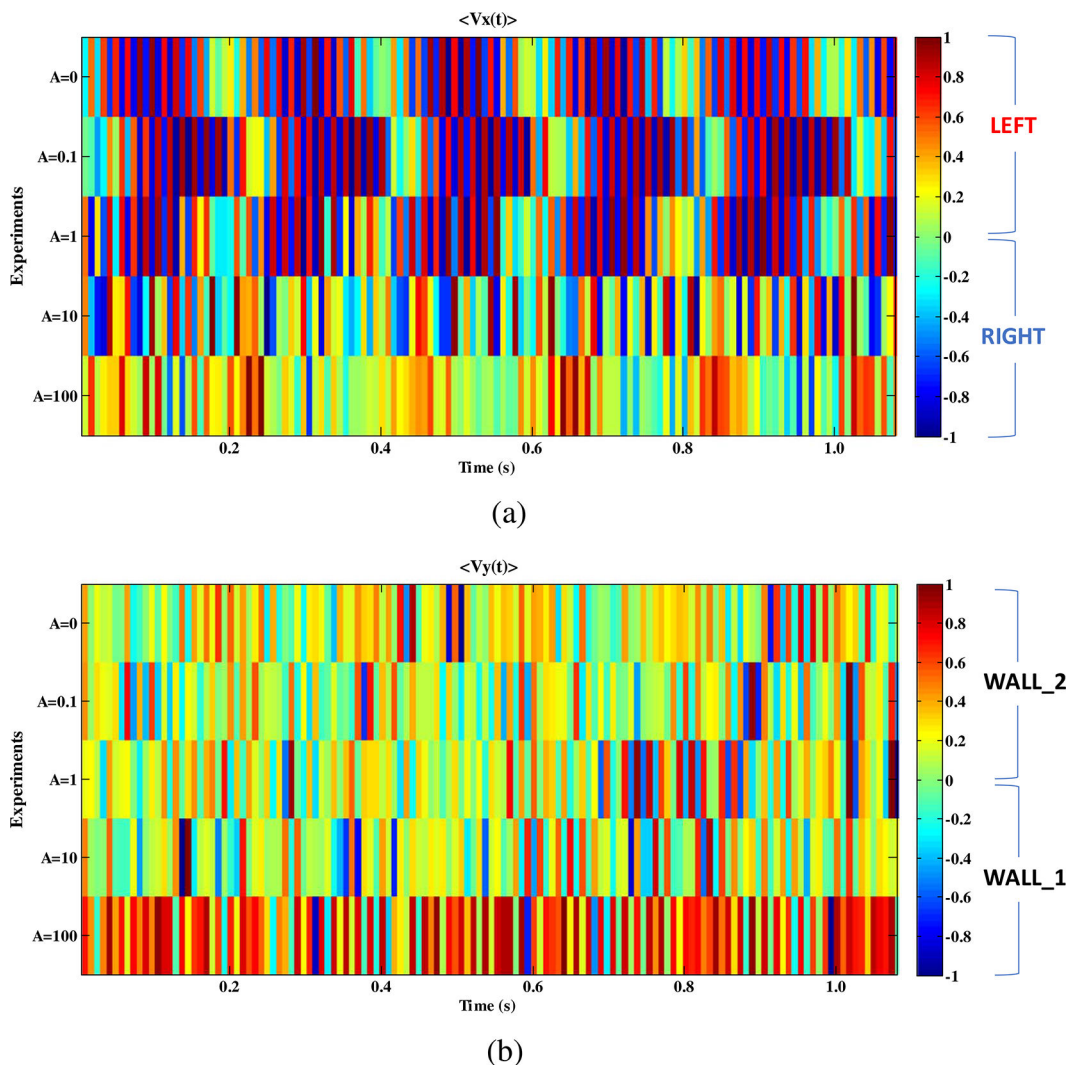 <Vx(t)>
Experiments
A=0
A=0.1
A=1
A=10
A=100
0.2 0.4 0.6 0.8 1.0
Time (s)
1
0.8
0.6
0.4
0.2
0
-0.2
-0.4
-0.6
-0.8
-1
LEFT
RIGHT
(a)
<Vy(t)>
Experiments
A=0
A=0.1
A=1
A=10
A=100
0.2 0.4 0.6 0.8 1.0
Time (s)
1
0.8
0.6
0.4
0.2
0
-0.2
-0.4
-0.6
-0.8
-1
WALL_2
WALL_1
(b)